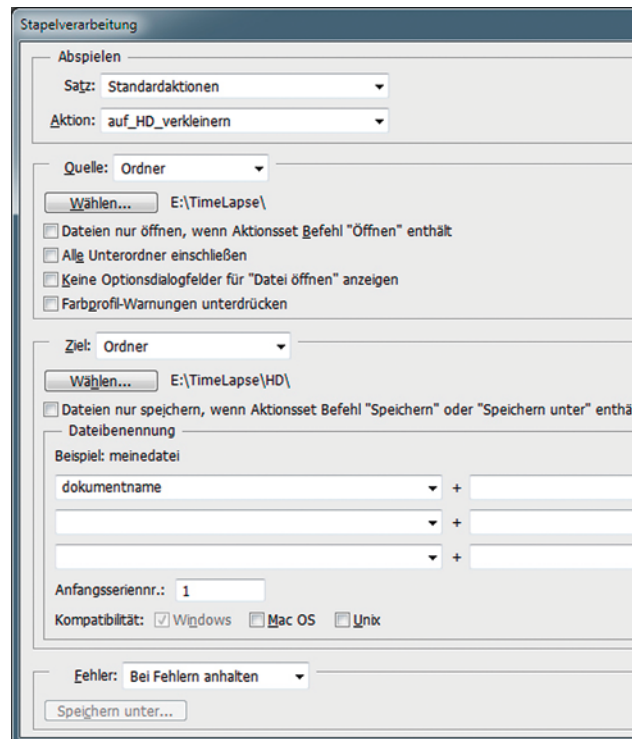 Stapelverarbeitung
Abspielen
Satz: Standardaktionen
Aktion: auf_HD_verkleinern
Quelle: Ordner
Wählen... E:\TimeLapse\
Dateien nur öffnen, wenn Aktionsset Befehl "Öffnen" enthält
Alle Unterordner einschließen
Keine Optionsdialogfelder für "Datei öffnen" anzeigen
Farbprofil-Warnungen unterdrücken
Ziel: Ordner
Wählen... E:\TimeLapse\HD\
Dateien nur speichern, wenn Aktionsset Befehl "Speichern" oder "Speichern unter" enthä
Dateibenennung
Beispiel: meinedatei
dokumentname +
+
+
Anfangsseriennr.: 1
Kompatibilität: Windows Mac OS Unix
Fehler: Bei Fehlern anhalten
Speichern unter...